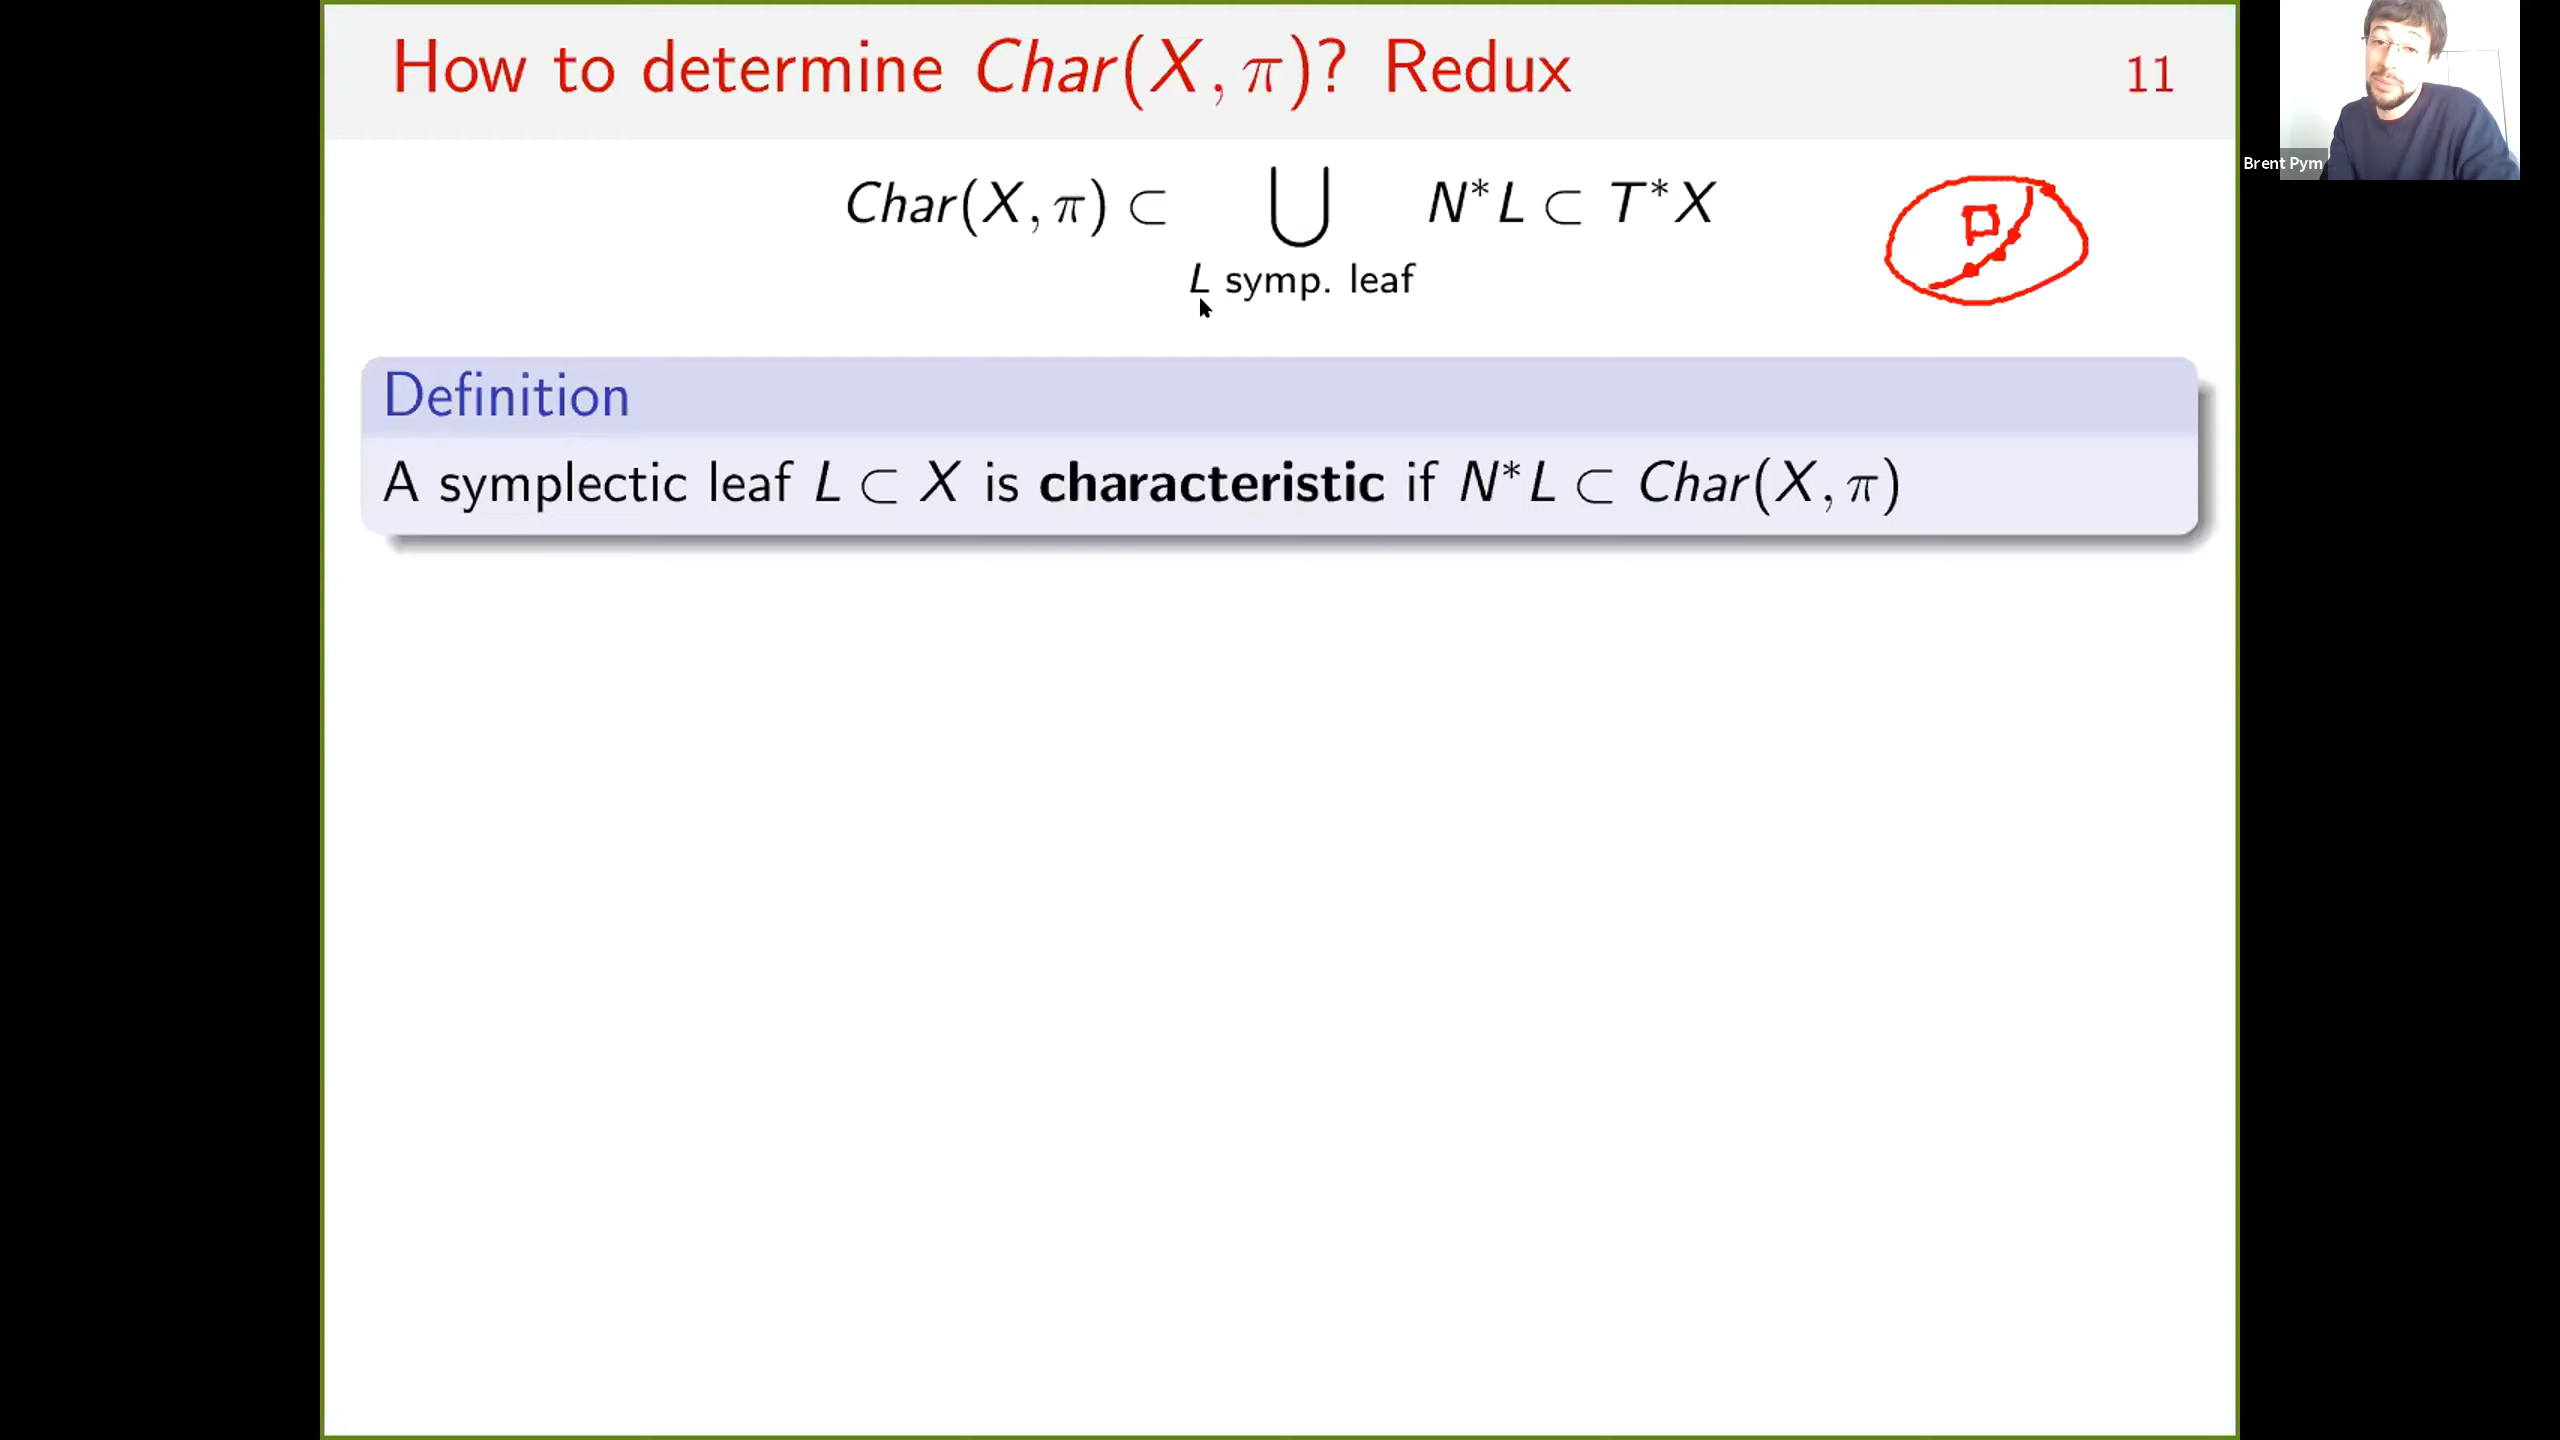 How to determine Char(X, π)? Redux 11
Char(X, π) ⊂ ⋃ N*L ⊂ T*X
L symp. leaf
Brent Pym
Definition
A symplectic leaf L ⊂ X is characteristic if N*L ⊂ Char(X, π)